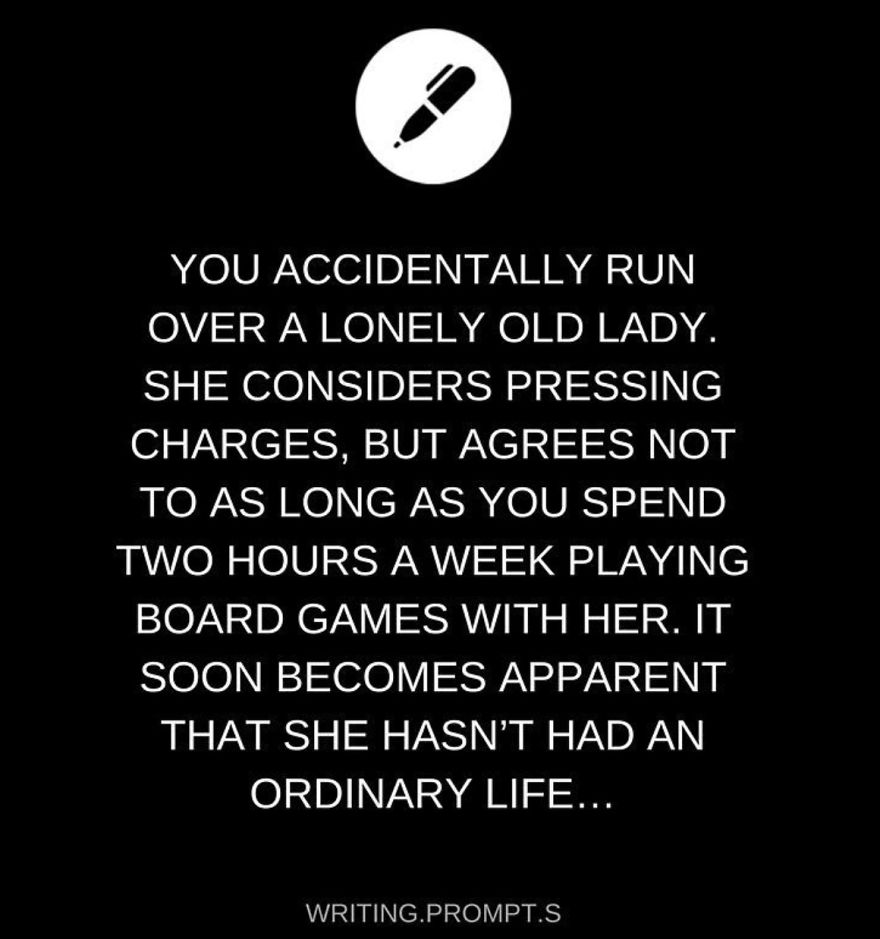 YOU ACCIDENTALLY RUN
OVER A LONELY OLD LADY.
SHE CONSIDERS PRESSING
CHARGES, BUT AGREES NOT
TO AS LONG AS YOU SPEND
TWO HOURS A WEEK PLAYING
BOARD GAMES WITH HER. IT
SOON BECOMES APPARENT
THAT SHE HASN’T HAD AN
ORDINARY LIFE...
WRITING.PROMPT.S